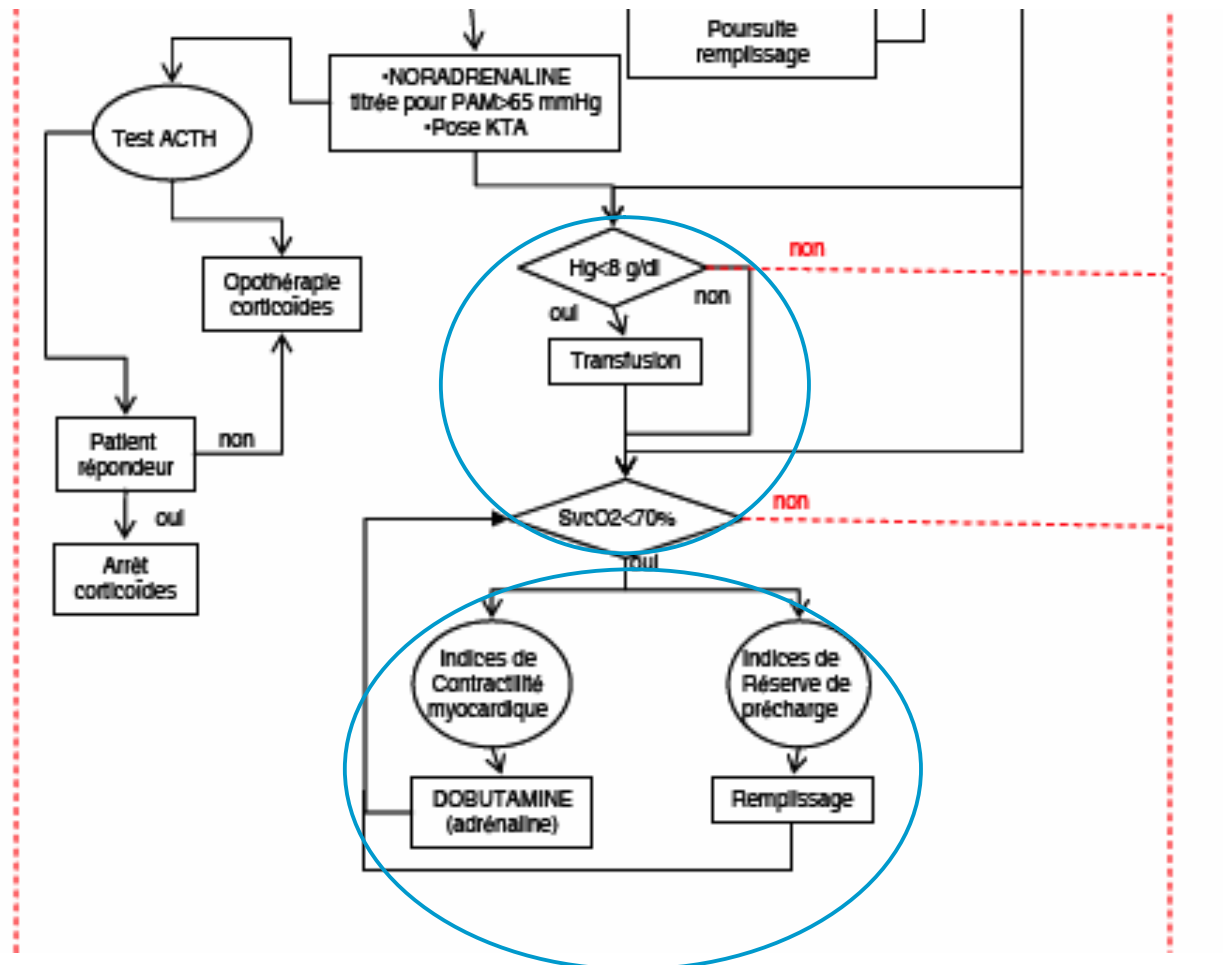 Poursuite
remplissage
•NORADRENALINE
titrée pour PAM>65 mmHg
•Pose KTA
Test ACTH
Opothérapie
corticoïdes
Patient
répondeur
non
oui
Arrêt
corticoïdes
Hg<8 g/dl
non
non
oui
Transfusion
SvcO2<70%
non
oui
Indices de
Contractilité
myocardique
Indices de
Réserve de
précharge
DOBUTAMINE
(adrénaline)
Remplissage